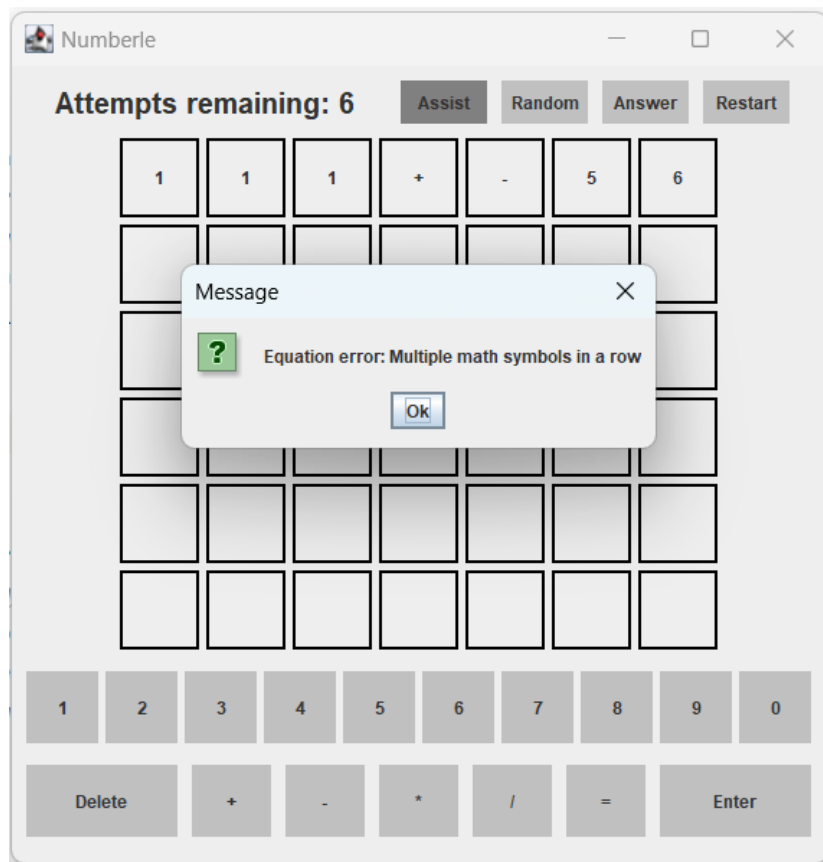 Numberle
Attempts remaining: 6 Assist Random Answer Restart
1 1 1 + - 5 6
Message
? Equation error: Multiple math symbols in a row
Ok
1 2 3 4 5 6 7 8 9 0
Delete + - * / = Enter